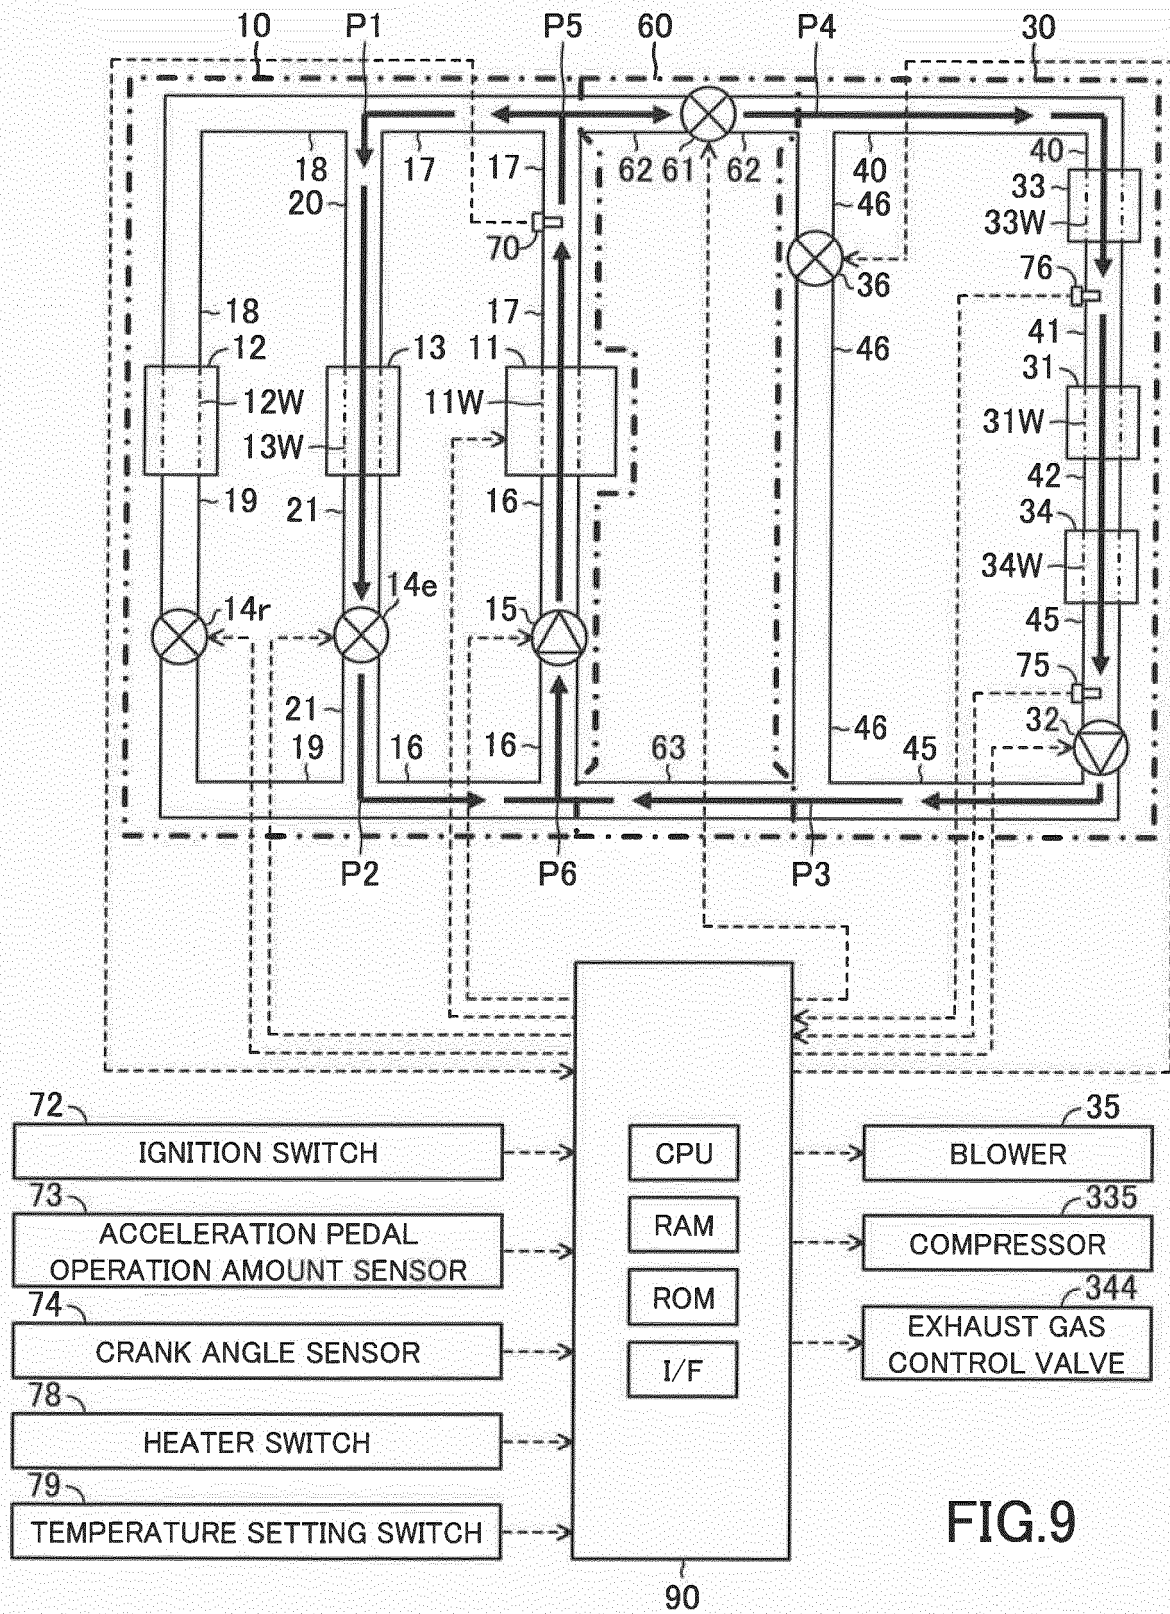 10 P1 P5 60 P4 30
18 17 17 62 61 62 40 40
20 46 33
33W
70 36 76
18 17 41
12 13 11 46 31
12W 11W 31W
13W
19 21 16 42
34
34W
14r 14e 15 45
75
21 16 46 32
19 16 63 45
P2 P6 P3
72
IGNITION SWITCH
73
ACCELERATION PEDAL
OPERATION AMOUNT SENSOR
74
CRANK ANGLE SENSOR
78
HEATER SWITCH
79
TEMPERATURE SETTING SWITCH
CPU
RAM
ROM
I/F
90
35
BLOWER
335
COMPRESSOR
344
EXHAUST GAS
CONTROL VALVE
FIG.9